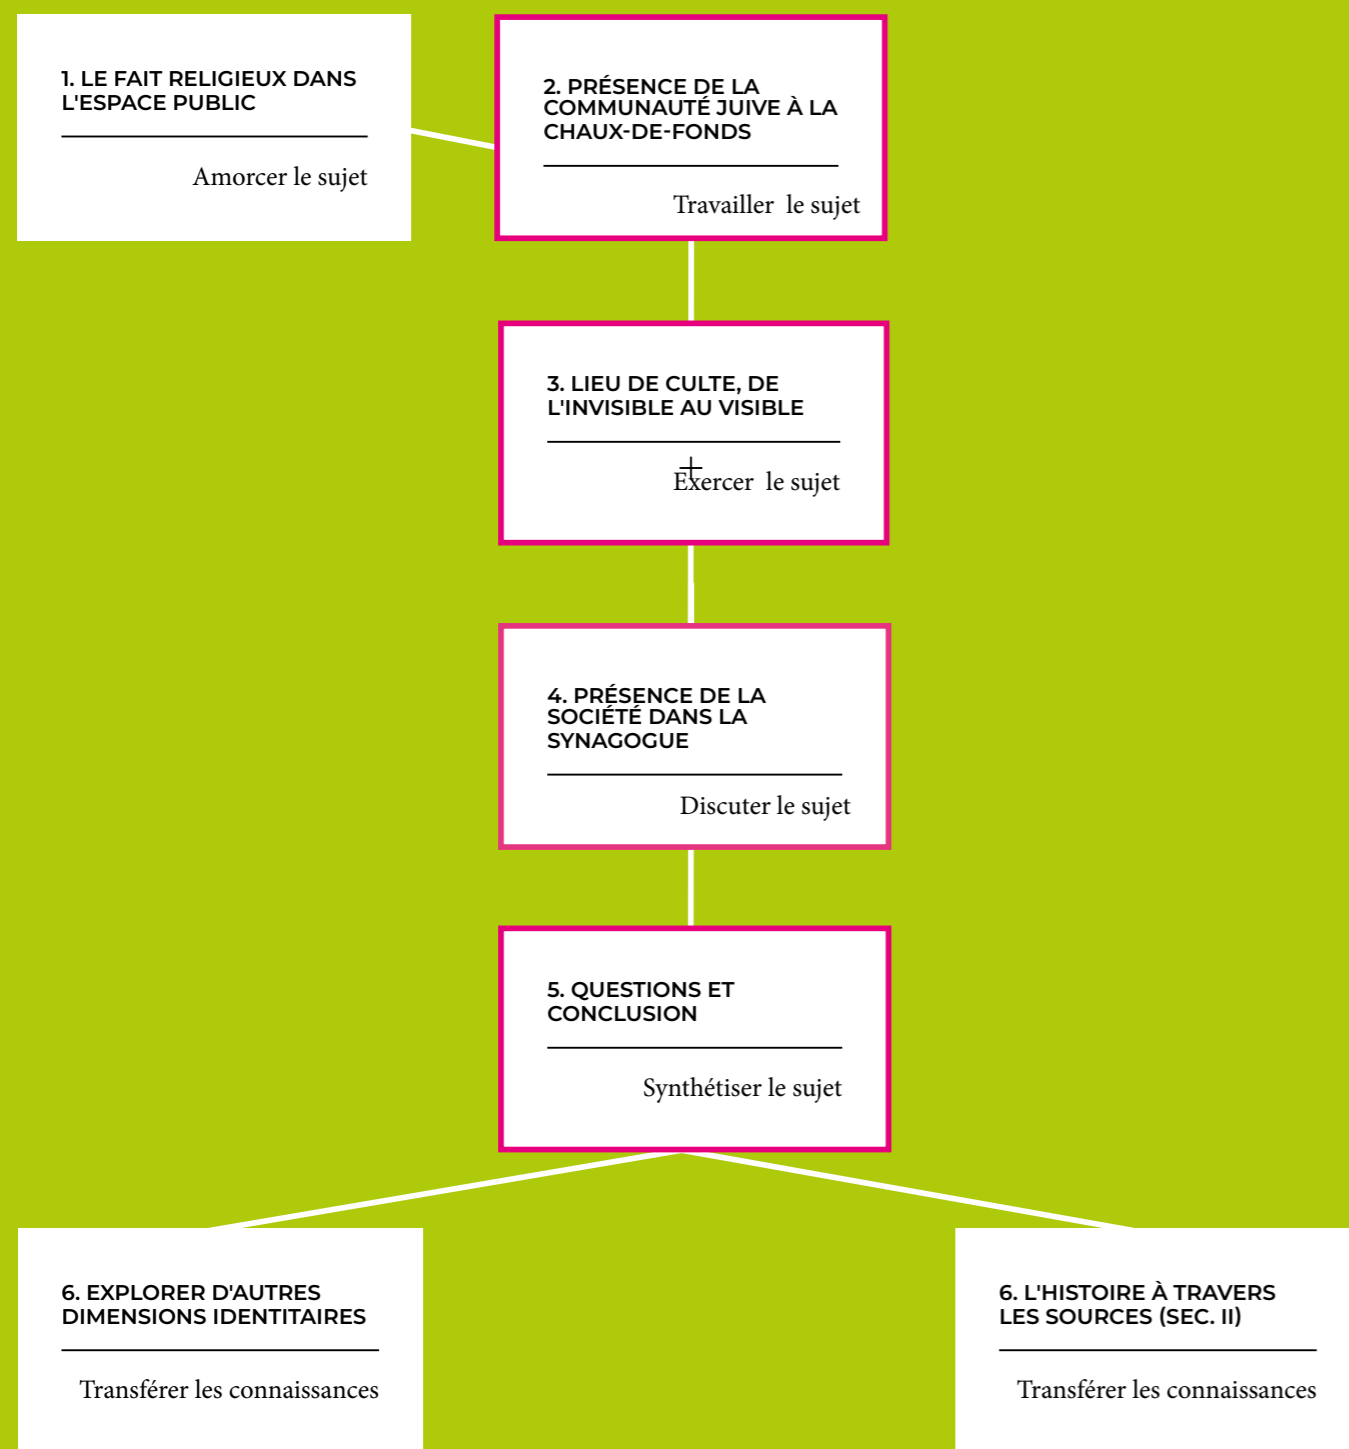 1. LE FAIT RELIGIEUX DANS
L'ESPACE PUBLIC
Amorcer le sujet
2. PRÉSENCE DE LA
COMMUNAUTÉ JUIVE À LA
CHAUX-DE-FONDS
Travailler le sujet
3. LIEU DE CULTE, DE
L'INVISIBLE AU VISIBLE
Exercer le sujet
4. PRÉSENCE DE LA
SOCIÉTÉ DANS LA
SYNAGOGUE
Discuter le sujet
5. QUESTIONS ET
CONCLUSION
Synthétiser le sujet
6. EXPLORER D'AUTRES
DIMENSIONS IDENTITAIRES
Transférer les connaissances
6. L'HISTOIRE À TRAVERS
LES SOURCES (SEC. II)
Transférer les connaissances